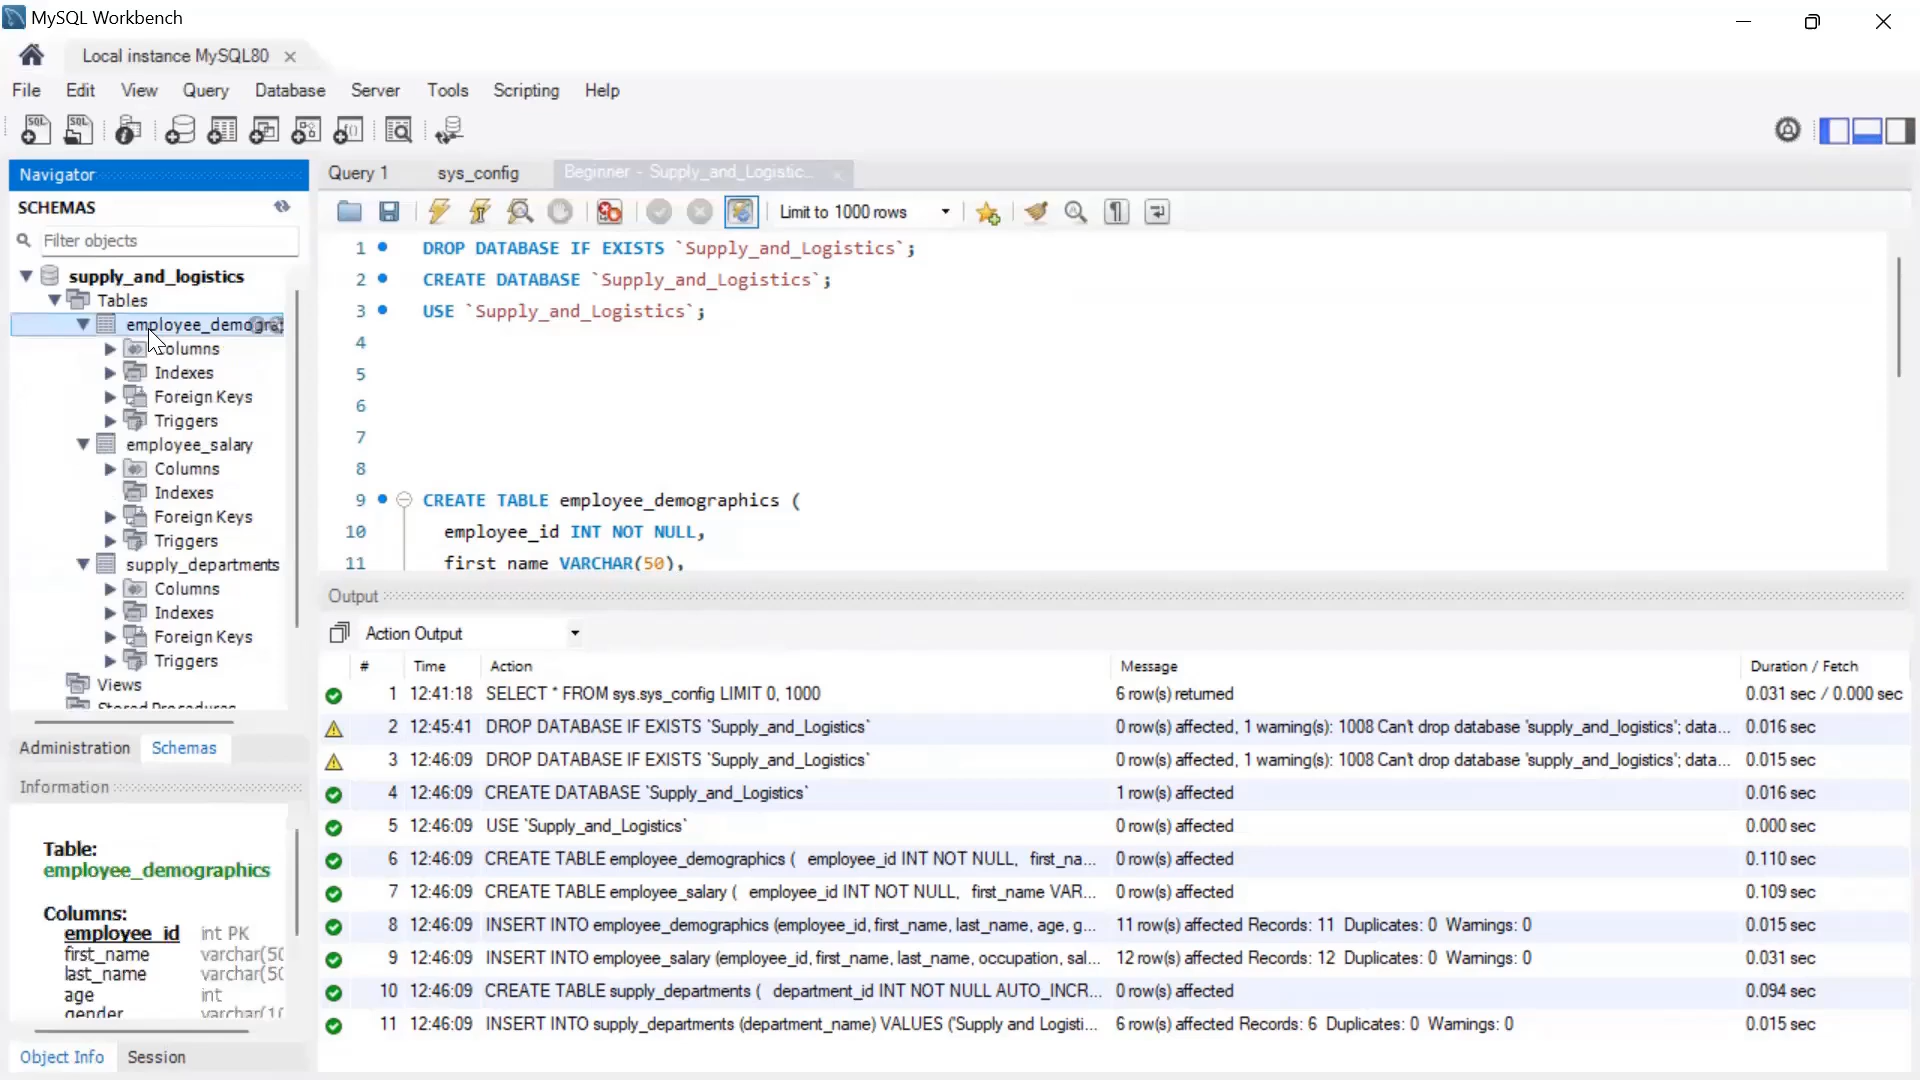 MySQL Workbench
Local instance MySQL80
File Edit View Query Database Server Tools Scripting Help
Navigator
SCHEMAS
Filter objects
supply_and_logistics
Tables
employee_demogra
Columns
Indexes
Foreign Keys
Triggers
employee_salary
Columns
Indexes
Foreign Keys
Triggers
supply_departments
Columns
Indexes
Foreign Keys
Triggers
Views
Stored Procedures
Administration Schemas
Information
Table:
employee_demographics
Columns:
employee_id int PK
first_name varchar(50
last_name varchar(50
age int
gender varchar(10
Object Info Session
Query 1 sys_config Beginner - Supply_and_Logistic...
Limit to 1000 rows
1 DROP DATABASE IF EXISTS `Supply_and_Logistics`;
2 CREATE DATABASE `Supply_and_Logistics`;
3 USE `Supply_and_Logistics`;
4
5
6
7
8
9 CREATE TABLE employee_demographics (
10 employee_id INT NOT NULL,
11 first_name VARCHAR(50),
Output
Action Output
# Time Action Message Duration / Fetch
1 12:41:18 SELECT * FROM sys.sys_config LIMIT 0, 1000 6 row(s) returned 0.031 sec / 0.000 sec
2 12:45:41 DROP DATABASE IF EXISTS `Supply_and_Logistics` 0 row(s) affected, 1 warning(s): 1008 Can't drop database 'supply_and_logistics'; data... 0.016 sec
3 12:46:09 DROP DATABASE IF EXISTS `Supply_and_Logistics` 0 row(s) affected, 1 warning(s): 1008 Can't drop database 'supply_and_logistics'; data... 0.015 sec
4 12:46:09 CREATE DATABASE `Supply_and_Logistics` 1 row(s) affected 0.016 sec
5 12:46:09 USE `Supply_and_Logistics` 0 row(s) affected 0.000 sec
6 12:46:09 CREATE TABLE employee_demographics ( employee_id INT NOT NULL, first_na... 0 row(s) affected 0.110 sec
7 12:46:09 CREATE TABLE employee_salary ( employee_id INT NOT NULL, first_name VAR... 0 row(s) affected 0.109 sec
8 12:46:09 INSERT INTO employee_demographics (employee_id, first_name, last_name, age, g... 11 row(s) affected Records: 11 Duplicates: 0 Warnings: 0 0.015 sec
9 12:46:09 INSERT INTO employee_salary (employee_id, first_name, last_name, occupation, sal... 12 row(s) affected Records: 12 Duplicates: 0 Warnings: 0 0.031 sec
10 12:46:09 CREATE TABLE supply_departments ( department_id INT NOT NULL AUTO_INCR... 0 row(s) affected 0.094 sec
11 12:46:09 INSERT INTO supply_departments (department_name) VALUES ('Supply and Logisti... 6 row(s) affected Records: 6 Duplicates: 0 Warnings: 0 0.015 sec